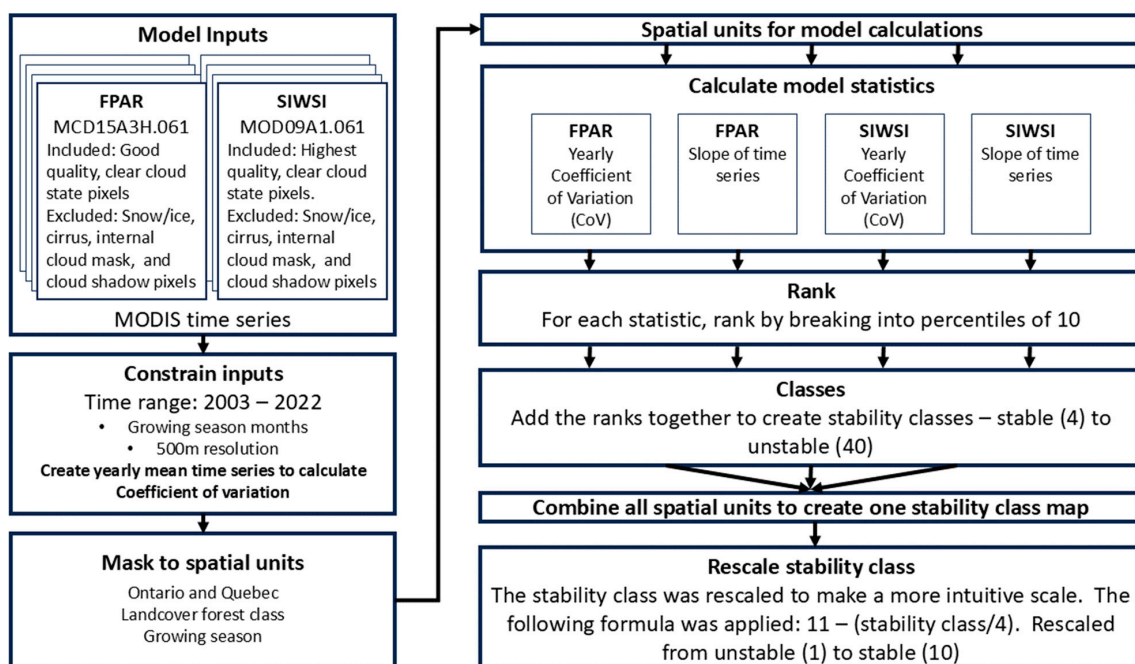 Model Inputs
FPAR
MCD15A3H.061
Included: Good
quality, clear cloud
state pixels
Excluded: Snow/ice,
cirrus, internal
cloud mask, and
cloud shadow pixels
SIWSI
MOD09A1.061
Included: Highest
quality, clear cloud
state pixels.
Excluded: Snow/ice,
cirrus, internal
cloud mask, and
cloud shadow pixels
MODIS time series
Constrain inputs
Time range: 2003 – 2022
• Growing season months
• 500m resolution
Create yearly mean time series to calculate
Coefficient of variation
Mask to spatial units
Ontario and Quebec
Landcover forest class
Growing season
Spatial units for model calculations
Calculate model statistics
FPAR
Yearly
Coefficient
of Variation
(CoV)
FPAR
Slope of time
series
SIWSI
Yearly
Coefficient
of Variation
(CoV)
SIWSI
Slope of time
series
Rank
For each statistic, rank by breaking into percentiles of 10
Classes
Add the ranks together to create stability classes – stable (4) to
unstable (40)
Combine all spatial units to create one stability class map
Rescale stability class
The stability class was rescaled to make a more intuitive scale. The
following formula was applied: 11 – (stability class/4). Rescaled
from unstable (1) to stable (10)